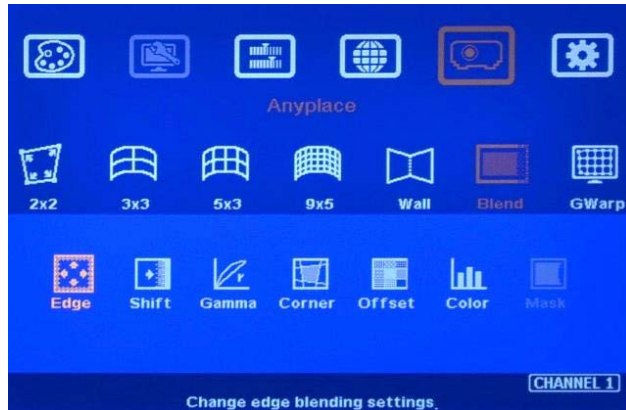 Anyplace
2x2 3x3 5x3 9x5 Wall Blend GWarp
Edge Shift Gamma Corner Offset Color Mask
CHANNEL 1
Change edge blending settings